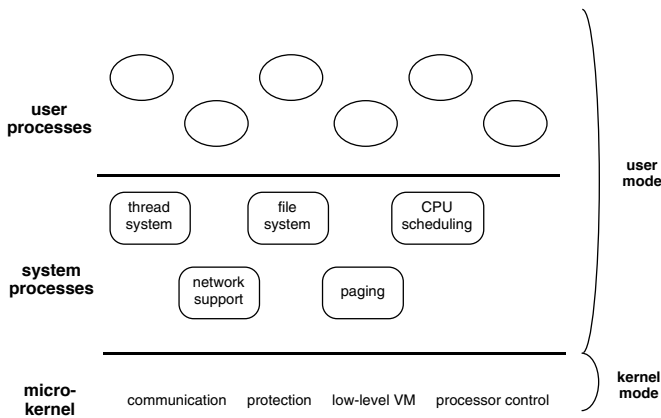 user
processes
user
mode
thread
system
file
system
CPU
scheduling
system
processes
network
support
paging
micro-
kernel
communication protection low-level VM processor control
kernel
mode